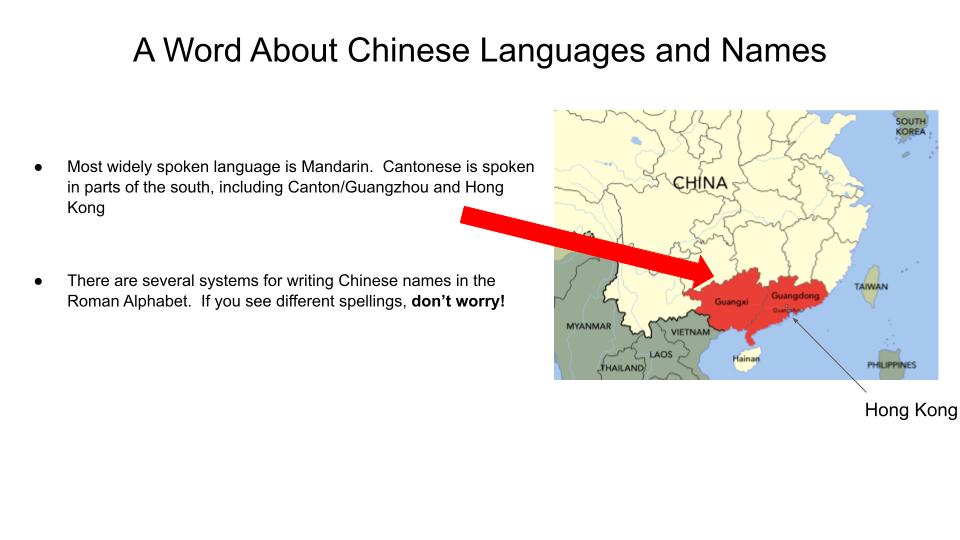 A Word About Chinese Languages and Names
● Most widely spoken language is Mandarin.  Cantonese is spoken
in parts of the south, including Canton/Guangzhou and Hong
Kong
● There are several systems for writing Chinese names in the
Roman Alphabet.  If you see different spellings, don’t worry!
SOUTH
KOREA
CHINA
TAIWAN
Guangxi
Guangdong
MYANMAR
VIETNAM
LAOS
Hainan
THAILAND
PHILIPPINES
Hong Kong